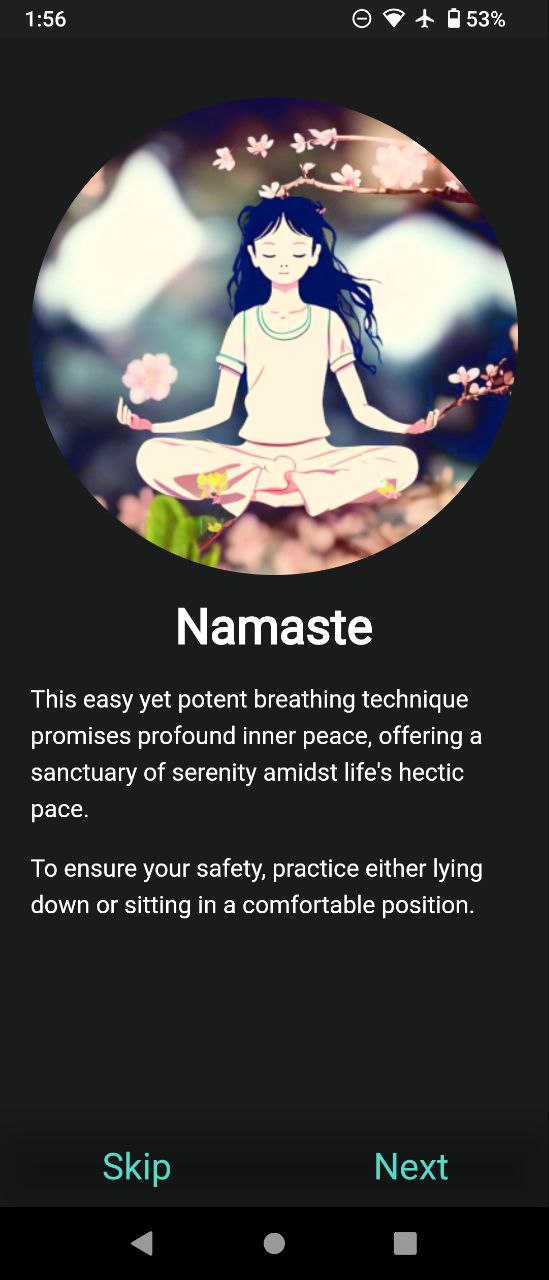 1:56 53%
Namaste
This easy yet potent breathing technique
promises profound inner peace, offering a
sanctuary of serenity amidst life's hectic
pace.
To ensure your safety, practice either lying
down or sitting in a comfortable position.
Skip Next